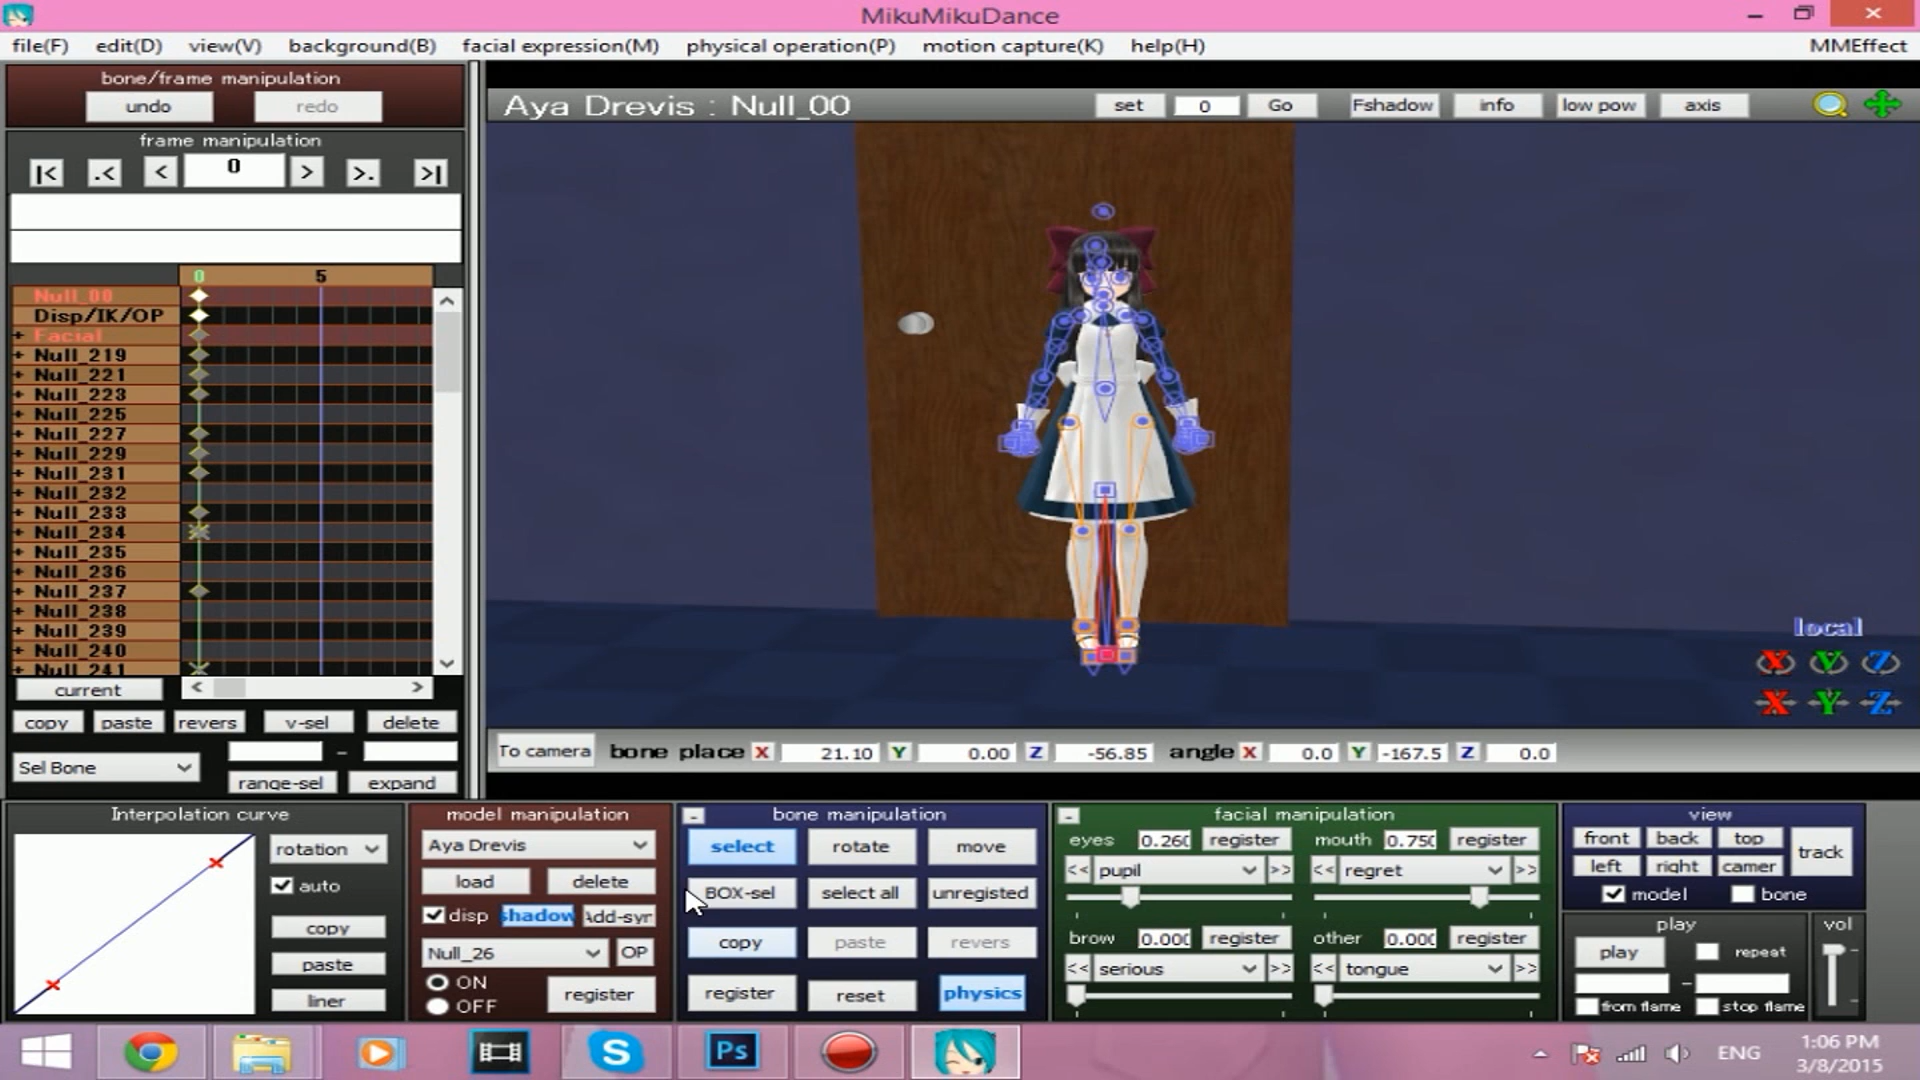 MikuMikuDance
file(F) edit(D) view(V) background(B) facial expression(M) physical operation(P) motion capture(K) help(H) MMEffect
bone/frame manipulation
undo redo
frame manipulation
|< .< < 0 > >. >|
0 5
Null_00
Disp/IK/OP
+ Facial
+ Null_219
+ Null_221
+ Null_223
+ Null_225
+ Null_227
+ Null_229
+ Null_231
+ Null_232
+ Null_233
+ Null_234
+ Null_235
+ Null_236
+ Null_237
+ Null_238
+ Null_239
+ Null_240
+ Null_241
current < >
copy paste revers v-sel delete
Sel Bone -
range-sel expand
Aya Drevis : Null_00 set 0 Go Fshadow info low pow axis
local
X Y Z
X Y Z
To camera bone place X 21.10 Y 0.00 Z -56.85 angle X 0.0 Y -167.5 Z 0.0
Interpolation curve
rotation
auto
copy
paste
liner
model manipulation
Aya Drevis
load delete
disp shadow Add-syn
Null_26 OP
ON
OFF
register
- bone manipulation
select rotate move
BOX-sel select all unregisted
copy paste revers
register reset physics
- facial manipulation
eyes 0.260 register mouth 0.750 register
<< pupil >> << regret >>
brow 0.000 register other 0.000 register
<< serious >> << tongue >>
view
front back top track
left right camer
model bone
play
play repeat
-
from flame stop flame
vol
S Ps
ENG
1:06 PM
3/8/2015